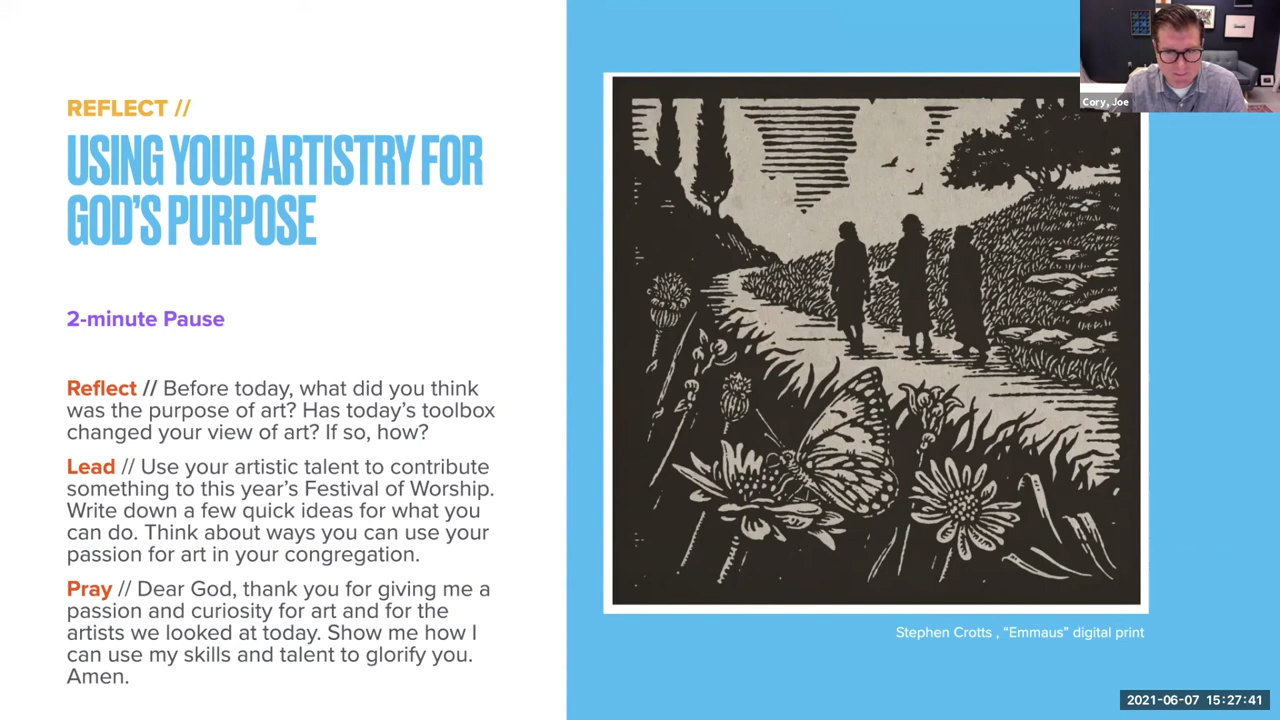 REFLECT //
USING YOUR ARTISTRY FOR
GOD'S PURPOSE
2-minute Pause
Reflect // Before today, what did you think
was the purpose of art? Has today's toolbox
changed your view of art? If so, how?
Lead // Use your artistic talent to contribute
something to this year's Festival of Worship.
Write down a few quick ideas for what you
can do. Think about ways you can use your
passion for art in your congregation.
Pray // Dear God, thank you for giving me a
passion and curiosity for art and for the
artists we looked at today. Show me how I
can use my skills and talent to glorify you.
Amen.
Cory, Joe
Stephen Crotts , “Emmaus” digital print
2021-06-07 15:27:41